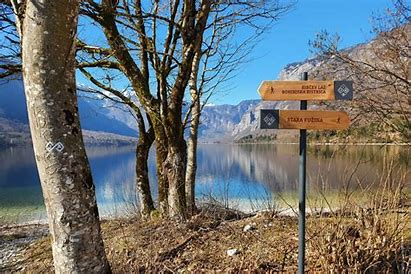 RIBČEV LAZ
BOHINJSKA BISTRICA
STARA FUŽINA